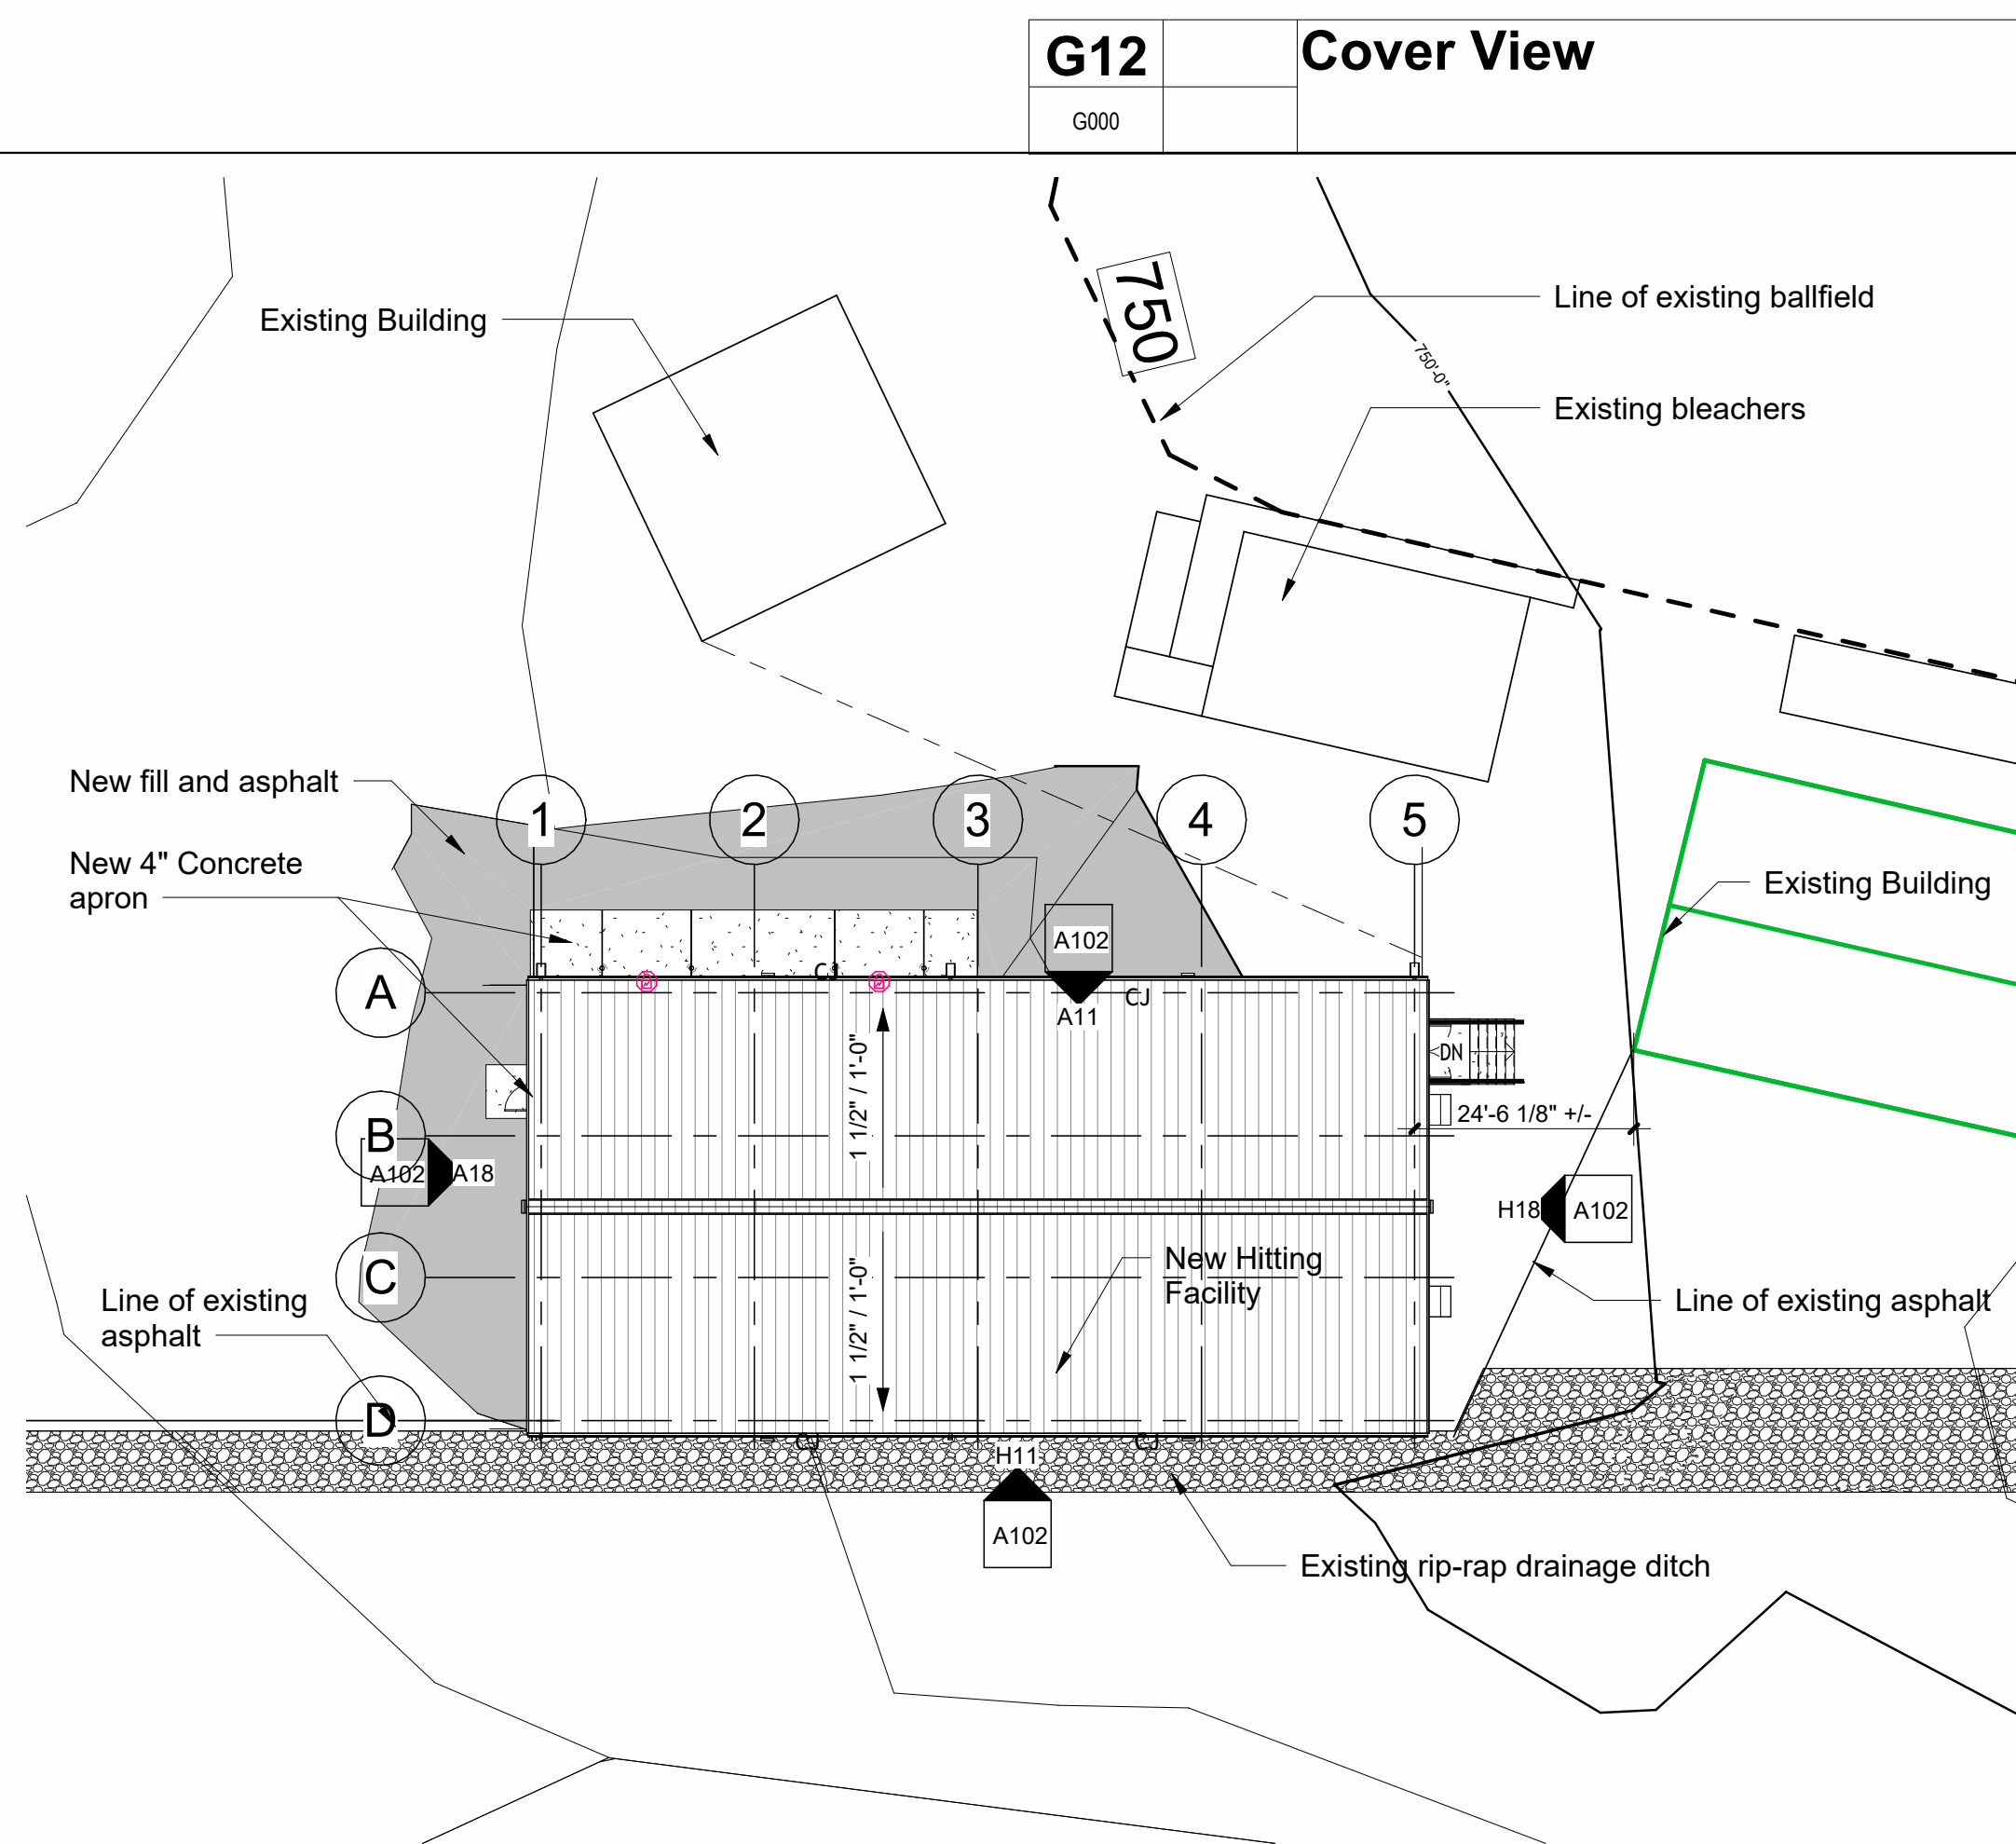 G12
Cover View
G000
750
Line of existing ballfield
Existing Building
750'-0"
Existing bleachers
New fill and asphalt
1
2
3
4
5
New 4" Concrete
apron
Existing Building
A102
CJ
A
CJ
A11
DN
1 1/2" / 1'-0"
24'-6 1/8" +/-
B
A102
A18
H18
A102
New Hitting
Facility
C
Line of existing
asphalt
1 1/2" / 1'-0"
Line of existing asphalt
D
CJ
CJ
H11
A102
Existing rip-rap drainage ditch